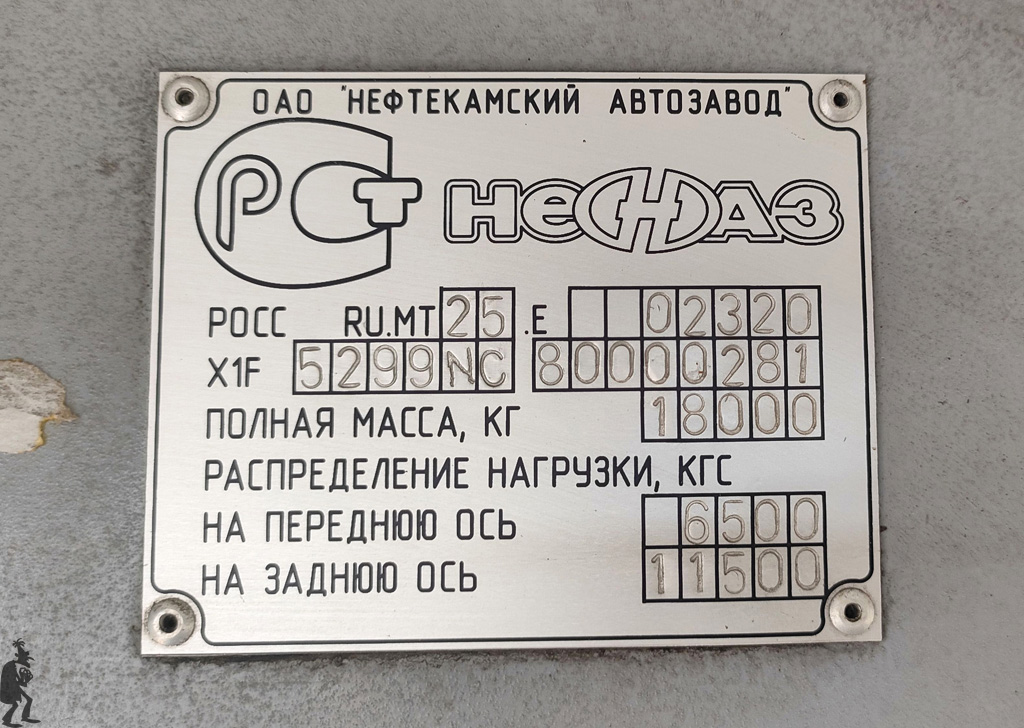 ОАО "НЕФТЕКАМСКИЙ АВТОЗАВОД"
РСТ НЕФАЗ
РОСС RU.МТ25.Е 02320
X1F 5299NC 80000281
ПОЛНАЯ МАССА, КГ 18000
РАСПРЕДЕЛЕНИЕ НАГРУЗКИ, КГС
НА ПЕРЕДНЮЮ ОСЬ 6500
НА ЗАДНЮЮ ОСЬ 11500